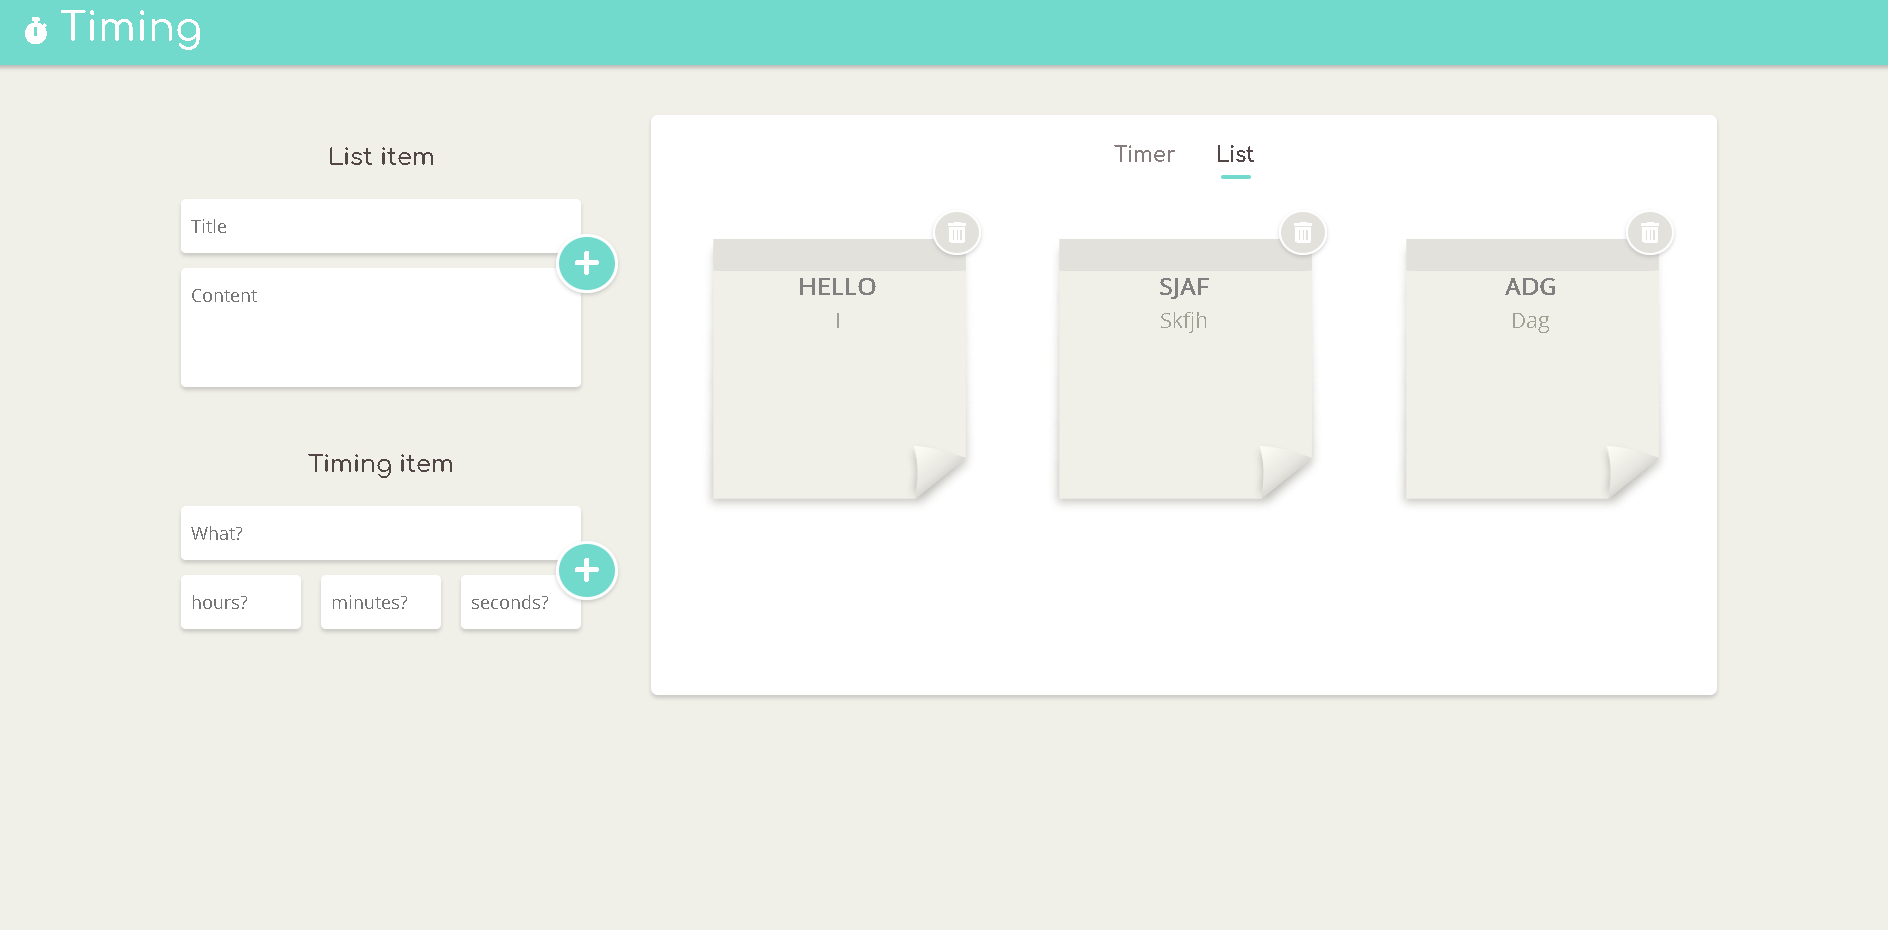 Timing
List item
Title
Content
Timing item
What?
hours? minutes? seconds?
Timer List
HELLO
I
SJAF
Skfjh
ADG
Dag